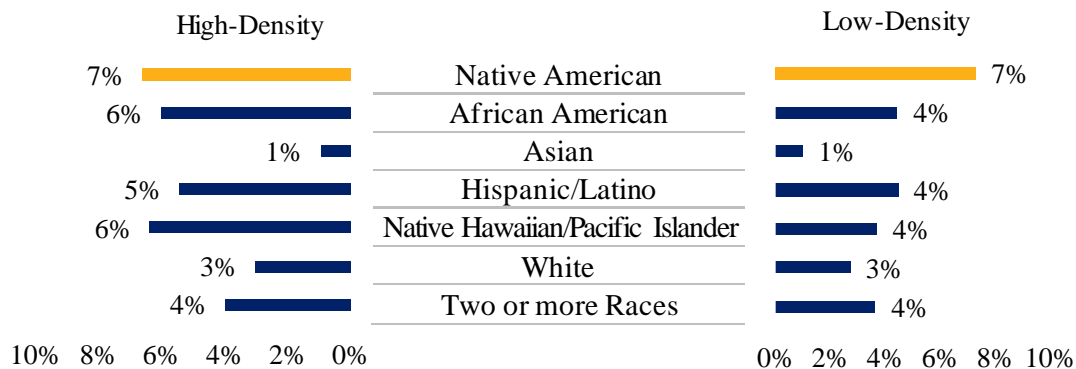 High-Density Low-Density
7% Native American 7%
6% African American 4%
1% Asian 1%
5% Hispanic/Latino 4%
6% Native Hawaiian/Pacific Islander 4%
3% White 3%
4% Two or more Races 4%
10% 8% 6% 4% 2% 0% 0% 2% 4% 6% 8% 10%